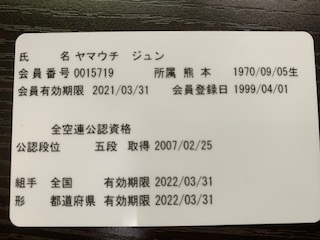 氏　名 ヤマウチ　ジュン
会員番号 0015719　所属 熊本　1970/09/05生
会員有効期限 2021/03/31　会員登録日 1999/04/01
全空連公認資格
公認段位　五段　取得 2007/02/25
組手　全国　有効期限 2022/03/31
形　都道府県　有効期限 2022/03/31